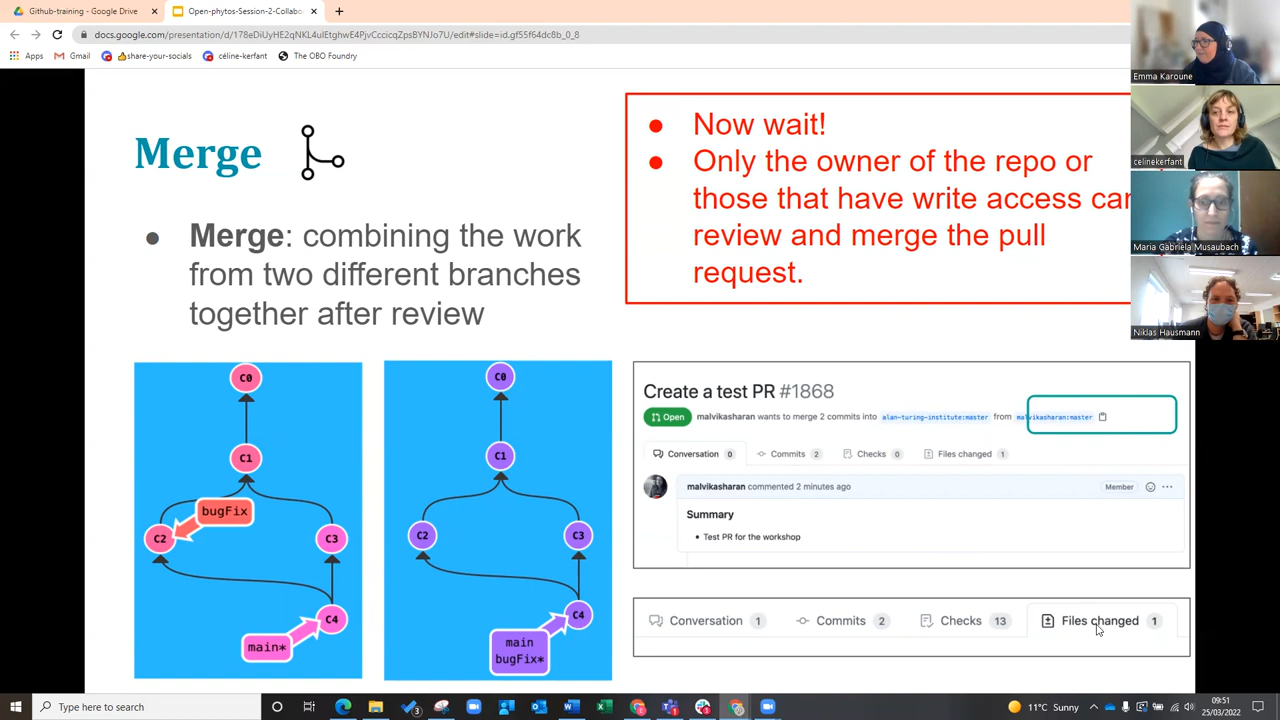 Github-training - Google Drive
Open-phytos-Session-2-Collabo
docs.google.com/presentation/d/178eDiUyHE2qNKL4uIEtghwE4PjvCccicqZpsBYNJo7U/edit#slide=id.gf55f64dc8b_0_8
Apps
Gmail
share-your-socials
céline-kerfant
The OBO Foundry
Emma Karoune
celinekerfant
Maria Gabriela Musaubach
Niklas Hausmann
Merge
Merge: combining the work
from two different branches
together after review
Now wait!
Only the owner of the repo or
those that have write access can
review and merge the pull
request.
C0
C1
bugFix
C2
C3
C4
main*
C0
C1
C2
C3
C4
main
bugFix*
Create a test PR #1868
Open malvikasharan wants to merge 2 commits into alan-turing-institute:master from malvikasharan:master
Conversation 0 Commits 2 Checks 0 Files changed 1
malvikasharan commented 2 minutes ago Member
Summary
Test PR for the workshop
Conversation 1 Commits 2 Checks 13 Files changed 1
Type here to search
3
11°C Sunny
09:51
25/03/2022